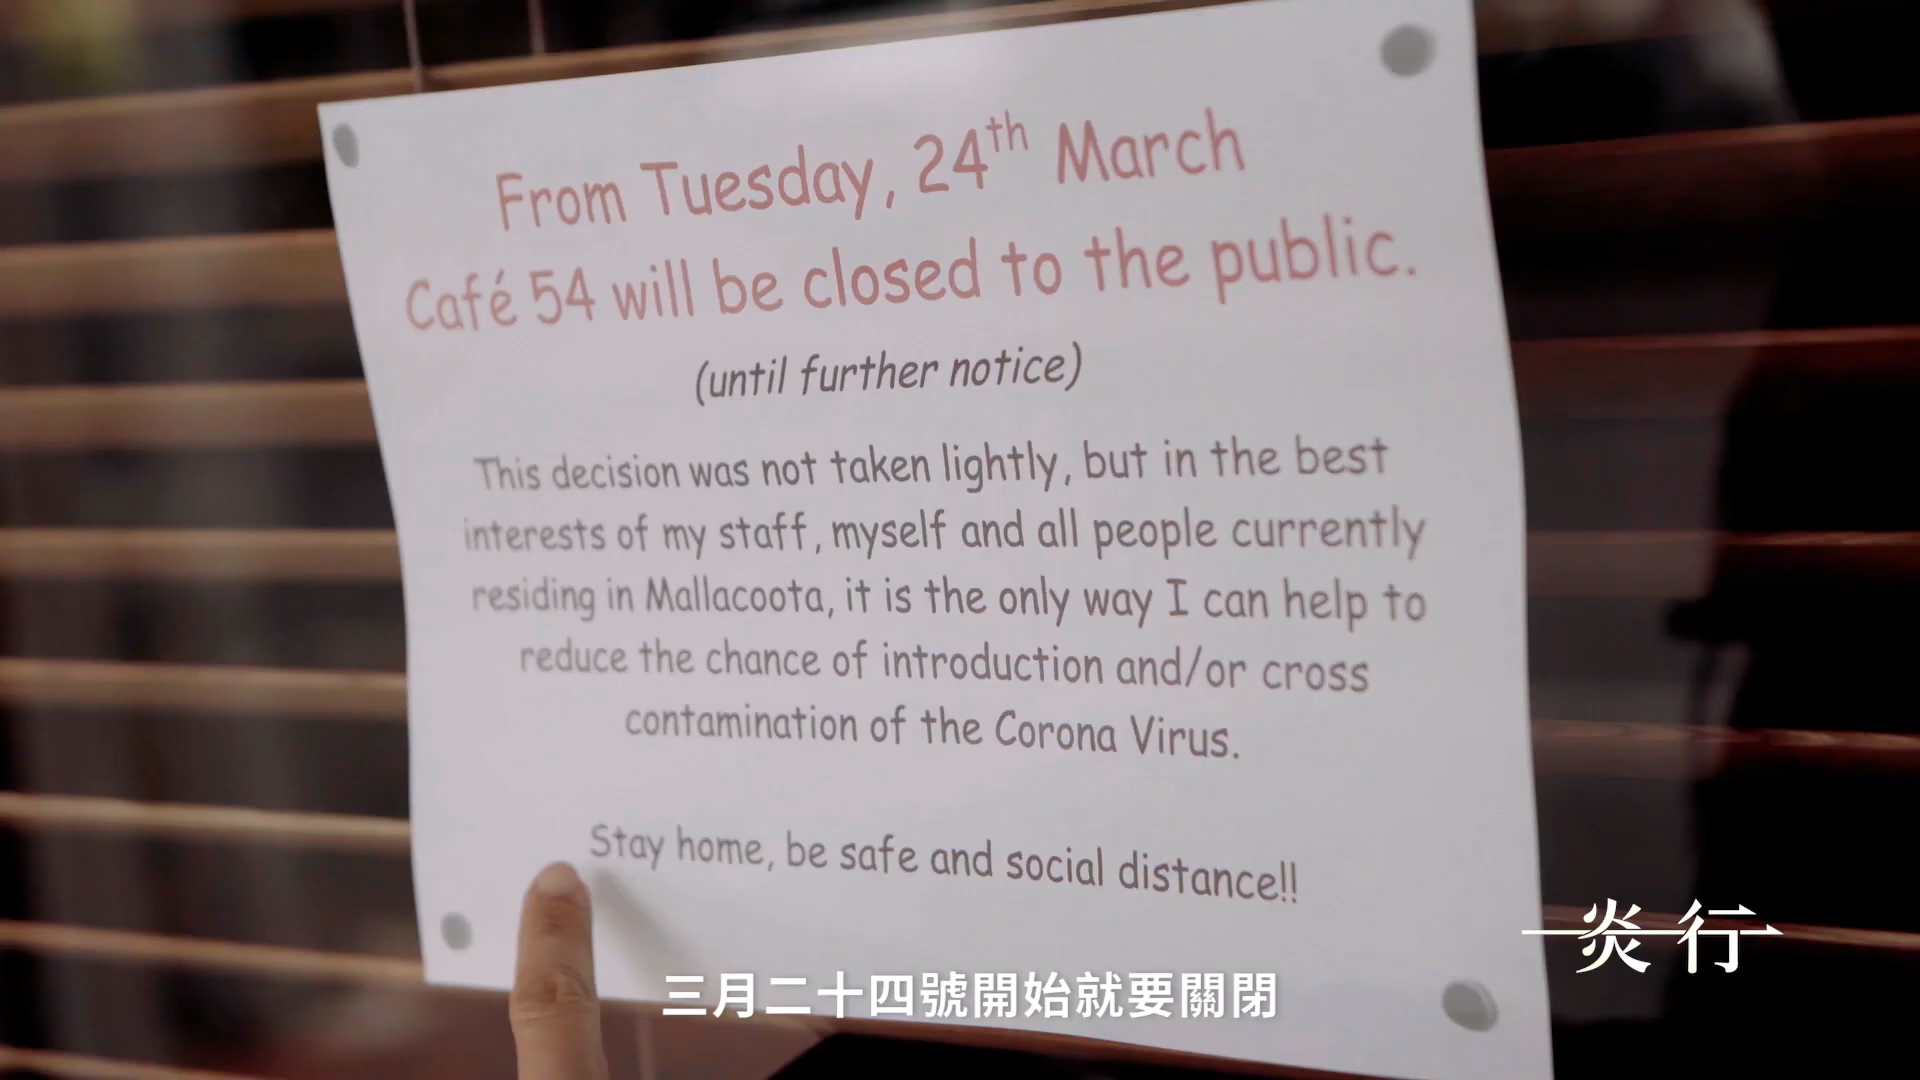 From Tuesday, 24th March
Café 54 will be closed to the public.
(until further notice)
This decision was not taken lightly, but in the best
interests of my staff, myself and all people currently
residing in Mallacoota, it is the only way I can help to
reduce the chance of introduction and/or cross
contamination of the Corona Virus.
Stay home, be safe and social distance!!
炎行
三月二十四號開始就要關閉